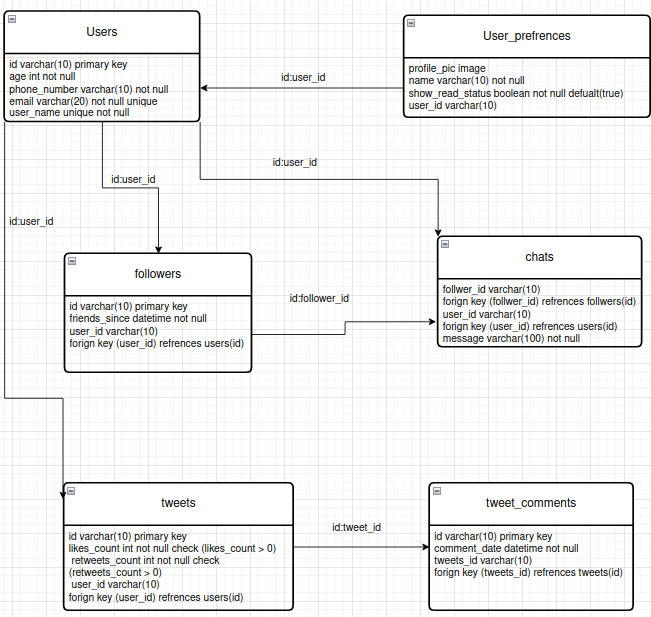 Users
id varchar(10) primary key
age int not null
phone_number varchar(10) not null
email varchar(20) not null unique
user_name unique not null
id:user_id
User_prefrences
profile_pic image
name varchar(10) not null
show_read_status boolean not null defualt(true)
user_id varchar(10)
id:user_id
id:user_id
id:user_id
followers
id varchar(10) primary key
friends_since datetime not null
user_id varchar(10)
forign key (user_id) refrences users(id)
id:follower_id
chats
follwer_id varchar(10)
forign key (follwer_id) refrences follwers(id)
user_id varchar(10)
forign key (user_id) refrences users(id)
message varchar(100) not null
tweets
id varchar(10) primary key
likes_count int not null check (likes_count > 0)
retweets_count int not null check
(retweets_count > 0)
user_id varchar(10)
forign key (user_id) refrences users(id)
id:tweet_id
tweet_comments
id varchar(10) primary key
comment_date datetime not null
tweets_id varchar(10)
forign key (tweets_id) refrences tweets(id)